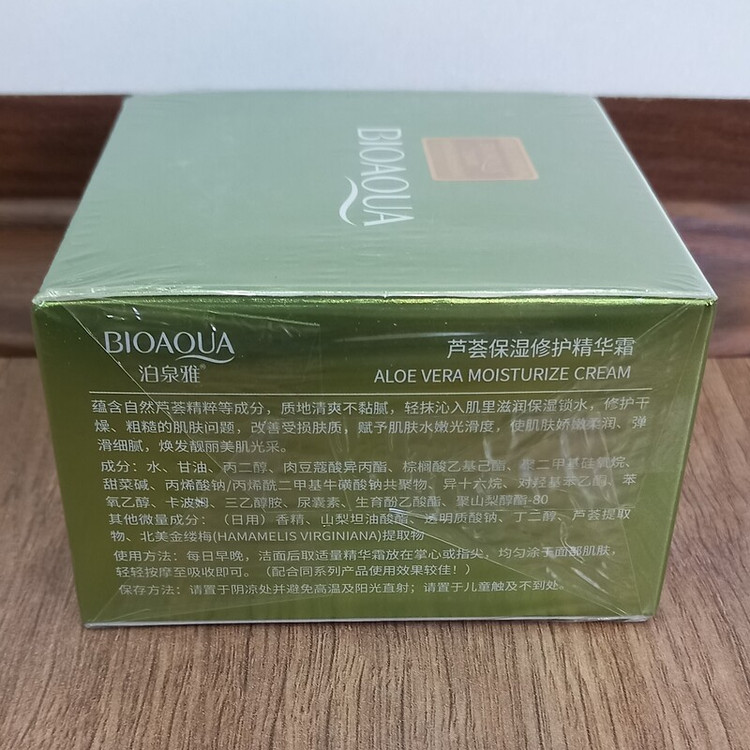 BIOAQUA
BIOAQUA
泊泉雅®
芦荟保湿修护精华霜
ALOE VERA MOISTURIZE CREAM
蕴含自然芦荟精粹等成分，质地清爽不黏腻，轻抹沁入肌里滋润保湿锁水，修护干
燥、粗糙的肌肤问题，改善受损肤质，赋予肌肤水嫩光滑度，使肌肤娇嫩柔润、弹
滑细腻，焕发靓丽美肌光采。
成分：水、甘油、丙二醇、肉豆蔻酸异丙酯、棕榈酸乙基己酯、聚二甲基硅氧烷、
甜菜碱、丙烯酸钠/丙烯酰二甲基牛磺酸钠共聚物、异十六烷、对羟基苯乙酮、苯
氧乙醇、卡波姆、三乙醇胺、尿囊素、生育酚乙酸酯、聚山梨醇酯-80
其他微量成分：（日用）香精、山梨坦油酸酯、透明质酸钠、丁二醇、芦荟提取
物、北美金缕梅(HAMAMELIS VIRGINIANA)提取物
使用方法：每日早晚，洁面后取适量精华霜放在掌心或指尖，均匀涂于面部肌肤，
轻轻按摩至吸收即可。（配合同系列产品使用效果较佳！）
保存方法：请置于阴凉处并避免高温及阳光直射；请置于儿童触及不到处。